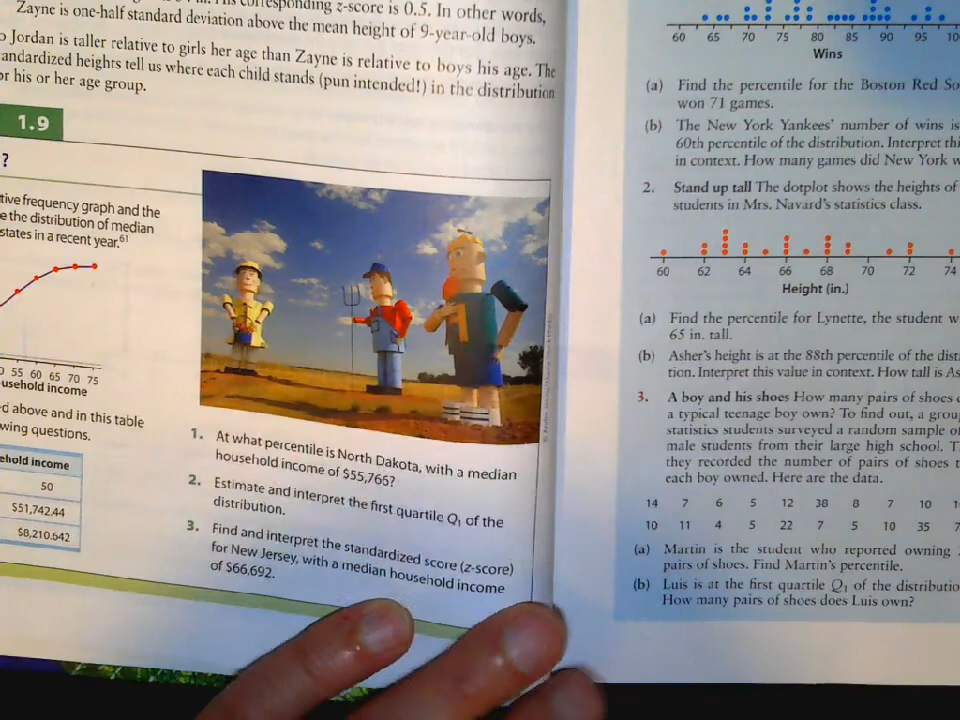 corresponding z-score is 0.5. In other words,
Zayne is one-half standard deviation above the mean height of 9-year-old boys.
Jordan is taller relative to girls her age than Zayne is relative to boys his age. The
andardized heights tell us where each child stands (pun intended!) in the distribution
or his or her age group.
1.9
?
tive frequency graph and the
e the distribution of median
states in a recent year.61
55 60 65 70 75
usehold income
d above and in this table
wing questions.
ehold income
50
$51,742.44
$8,210.642
1. At what percentile is North Dakota, with a median
household income of $55,766?
2. Estimate and interpret the first quartile Q1 of the
distribution.
3. Find and interpret the standardized score (z-score)
for New Jersey, with a median household income
of $66,692.
60 65 70 75 80 85 90 95 10
Wins
(a) Find the percentile for the Boston Red So
won 71 games.
(b) The New York Yankees' number of wins is
60th percentile of the distribution. Interpret thi
in context. How many games did New York w
2. Stand up tall The dotplot shows the heights of
students in Mrs. Navard's statistics class.
60 62 64 66 68 70 72 74
Height (in.)
(a) Find the percentile for Lynette, the student w
65 in. tall.
(b) Asher's height is at the 88th percentile of the dist
tion. Interpret this value in context. How tall is As
3. A boy and his shoes How many pairs of shoes
a typical teenage boy own? To find out, a grou
statistics students surveyed a random sample of
male students from their large high school. T
they recorded the number of pairs of shoes t
each boy owned. Here are the data.
14 7 6 5 12 38 8 7 10 1
10 11 4 5 22 7 5 10 35 7
(a) Martin is the student who reported owning
pairs of shoes. Find Martin's percentile.
(b) Luis is at the first quartile Q1 of the distributio
How many pairs of shoes does Luis own?